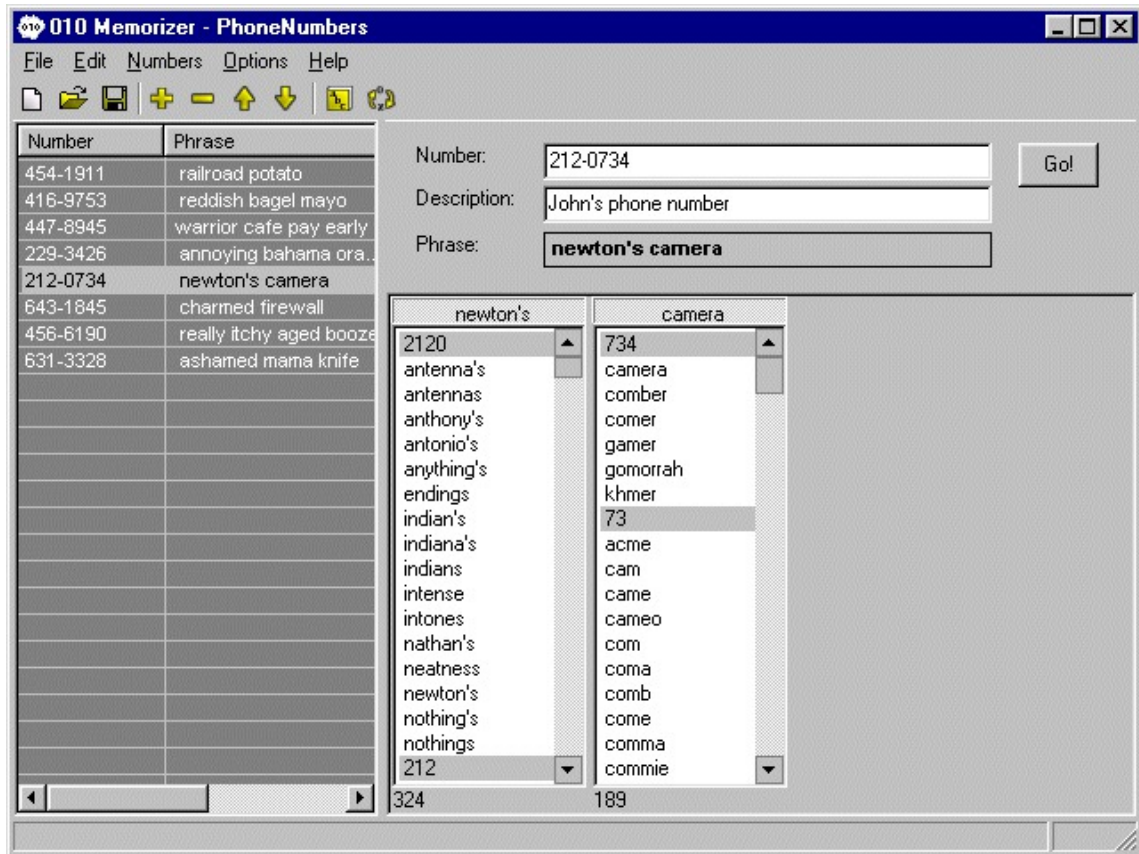 010 Memorizer - PhoneNumbers
File Edit Numbers Options Help
Number Phrase
454-1911 railroad potato
416-9753 reddish bagel mayo
447-8945 warrior cafe pay early
229-3426 annoying bahama ora...
212-0734 newton's camera
643-1845 charmed firewall
456-6190 really itchy aged booze
631-3328 ashamed mama knife
Number: 212-0734 Go!
Description: John's phone number
Phrase: newton's camera
newton's
2120
antenna's
antennas
anthony's
antonio's
anything's
endings
indian's
indiana's
indians
intense
intones
nathan's
neatness
newton's
nothing's
nothings
212
324
camera
734
camera
comber
comer
gamer
gomorrah
khmer
73
acme
cam
came
cameo
com
coma
comb
come
comma
commie
189